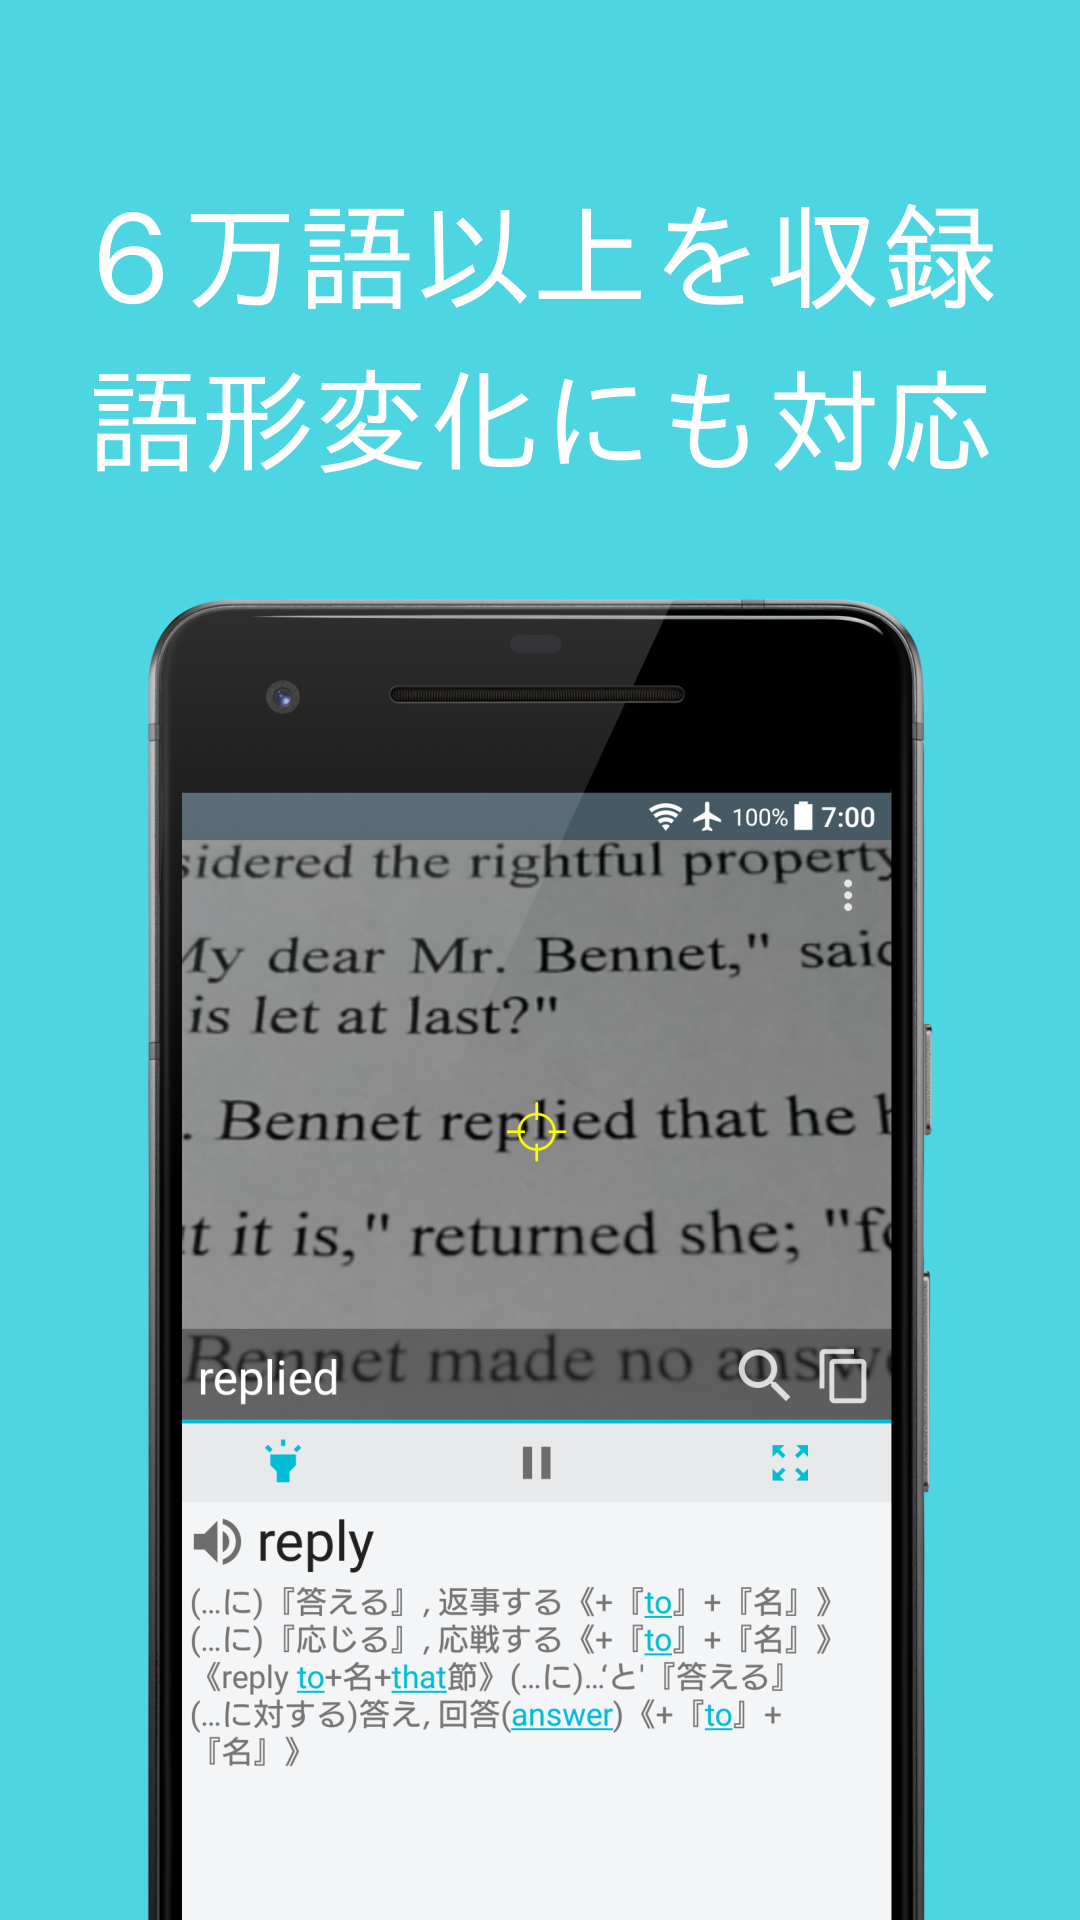 ６万語以上を収録
語形変化にも対応
100% 7:00
sidered the rightful property
My dear Mr. Bennet," said
is let at last?"
. Bennet replied that he h
t it is," returned she; "fo
Bennet made no answe
replied
reply
(…に)『答える』, 返事する《+『to』+『名』》
(…に)『応じる』, 応戦する《+『to』+『名』》
《reply to+名+that節》(…に)…‘と'『答える』
(…に対する)答え, 回答(answer)《+『to』+
『名』》